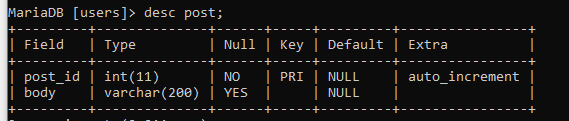 MariaDB [users]> desc post;
+---------+--------------+------+-----+---------+----------------+
| Field   | Type         | Null | Key | Default | Extra          |
+---------+--------------+------+-----+---------+----------------+
| post_id | int(11)      | NO   | PRI | NULL    | auto_increment |
| body    | varchar(200) | YES  |     | NULL    |                |
+---------+--------------+------+-----+---------+----------------+